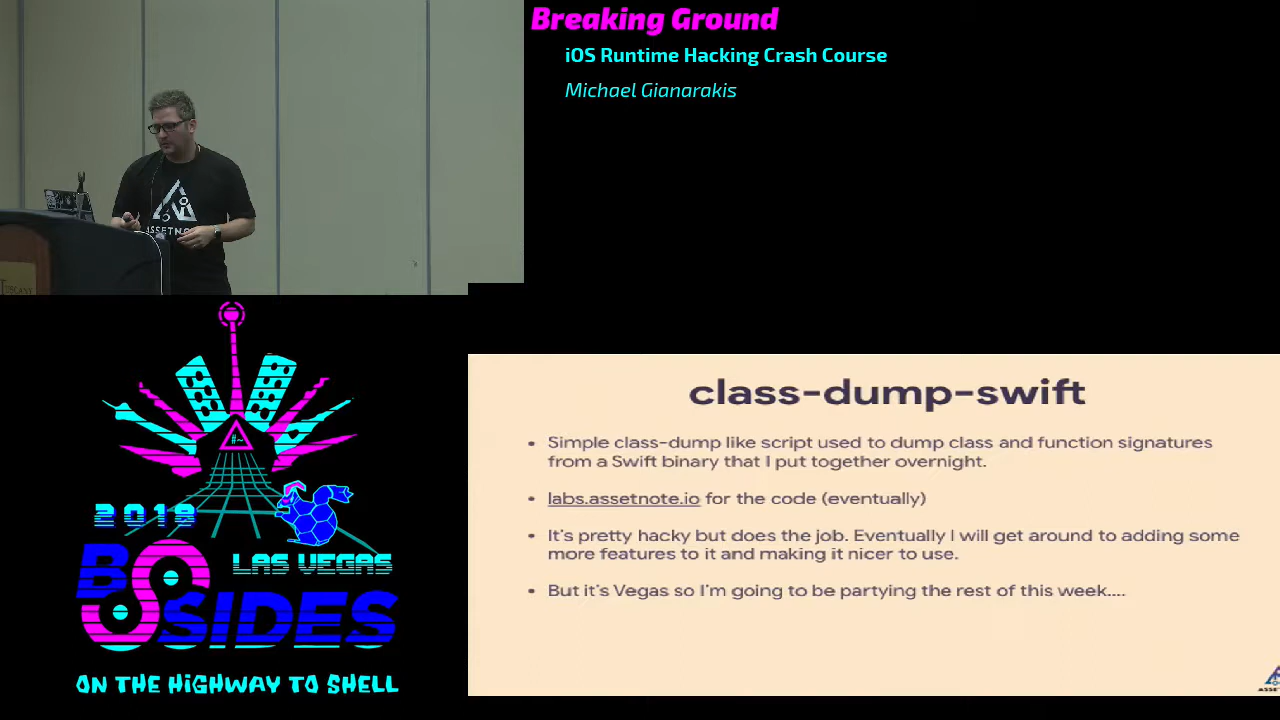 Breaking Ground
iOS Runtime Hacking Crash Course
Michael Gianarakis
ASSETNO
#~
2019
LAS VEGAS
BSIDES
ON THE HiGHWAY TO SHELL
class-dump-swift
• Simple class-dump like script used to dump class and function signatures
from a Swift binary that I put together overnight.
• labs.assetnote.io for the code (eventually)
• It's pretty hacky but does the job. Eventually I will get around to adding some
more features to it and making it nicer to use.
• But it's Vegas so I'm going to be partying the rest of this week....